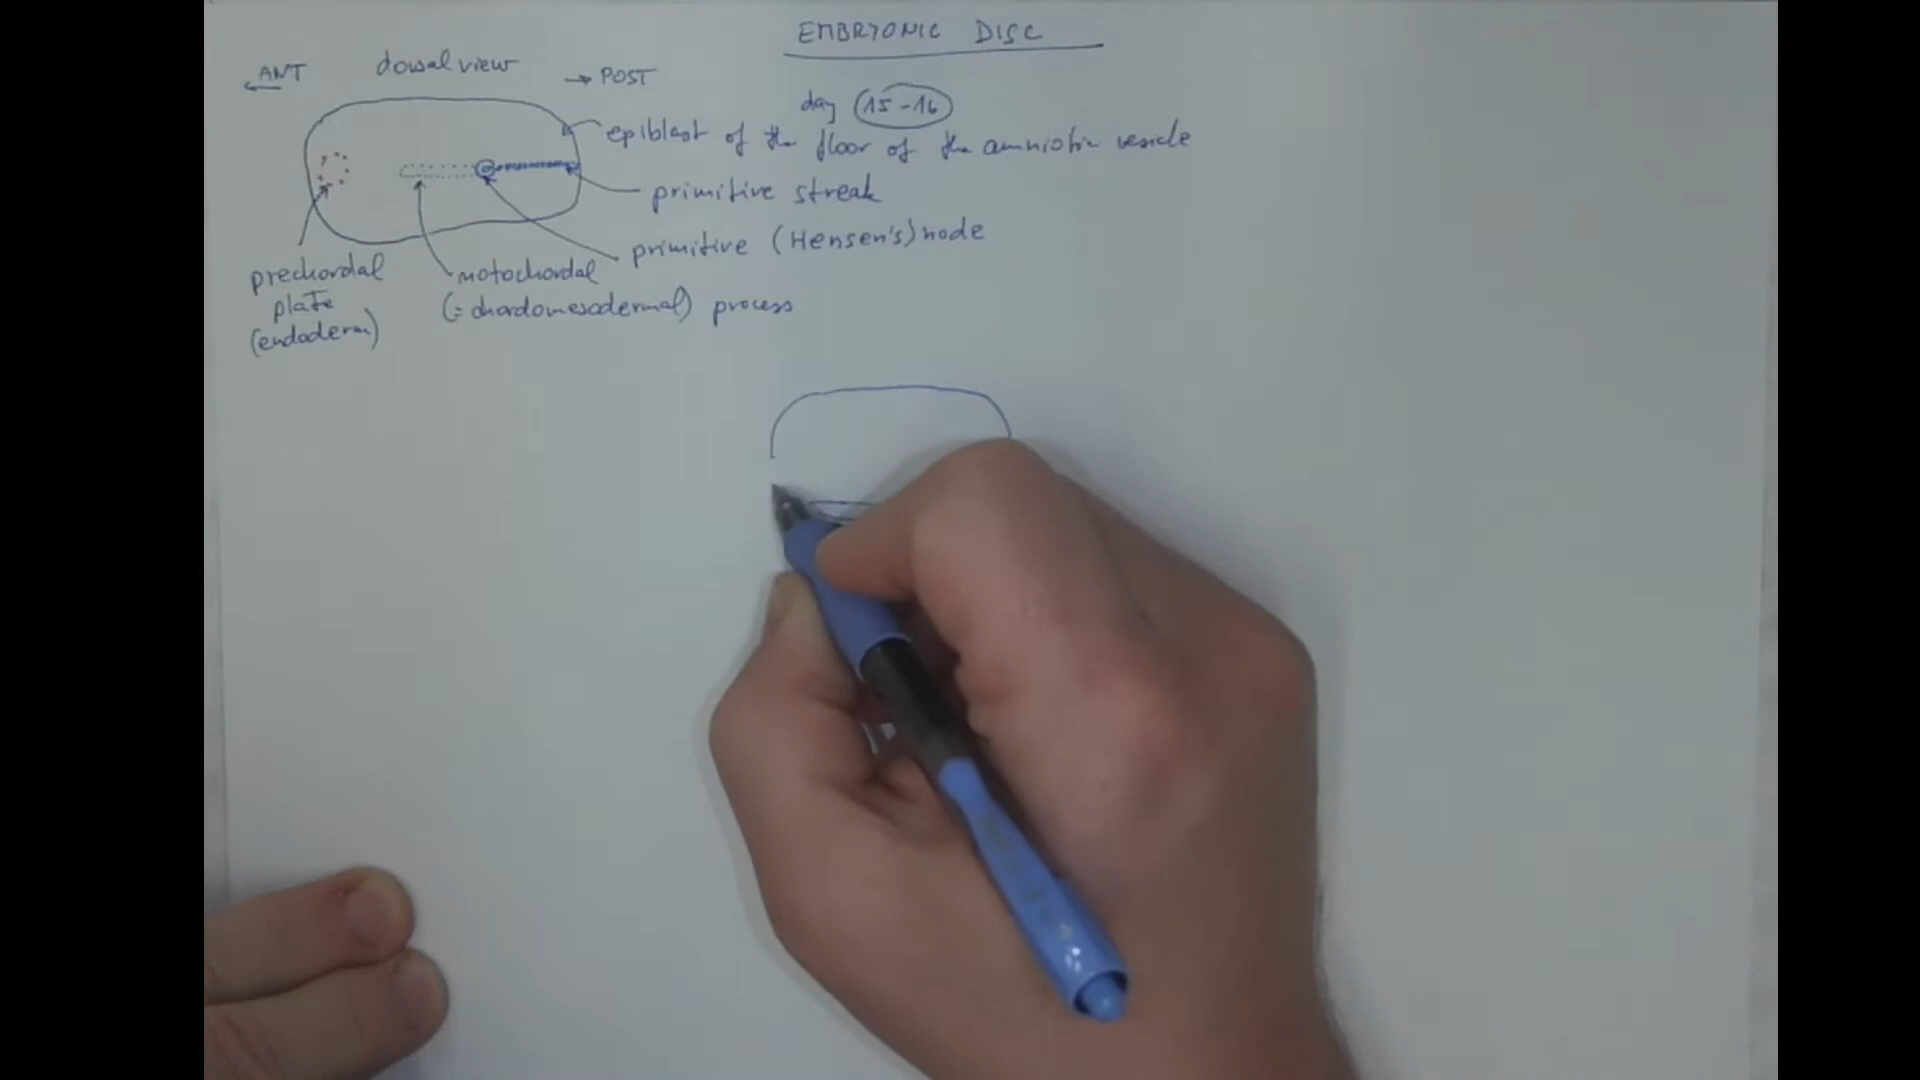 EMBRYONIC DISC
ANT dorsal view → POST
day 15-16
epiblast of the floor of the amniotic vesicle
primitive streak
primitive (Hensen's) node
prechordal
plate
(endoderm)
notochordal
(= chordomesodermal) process